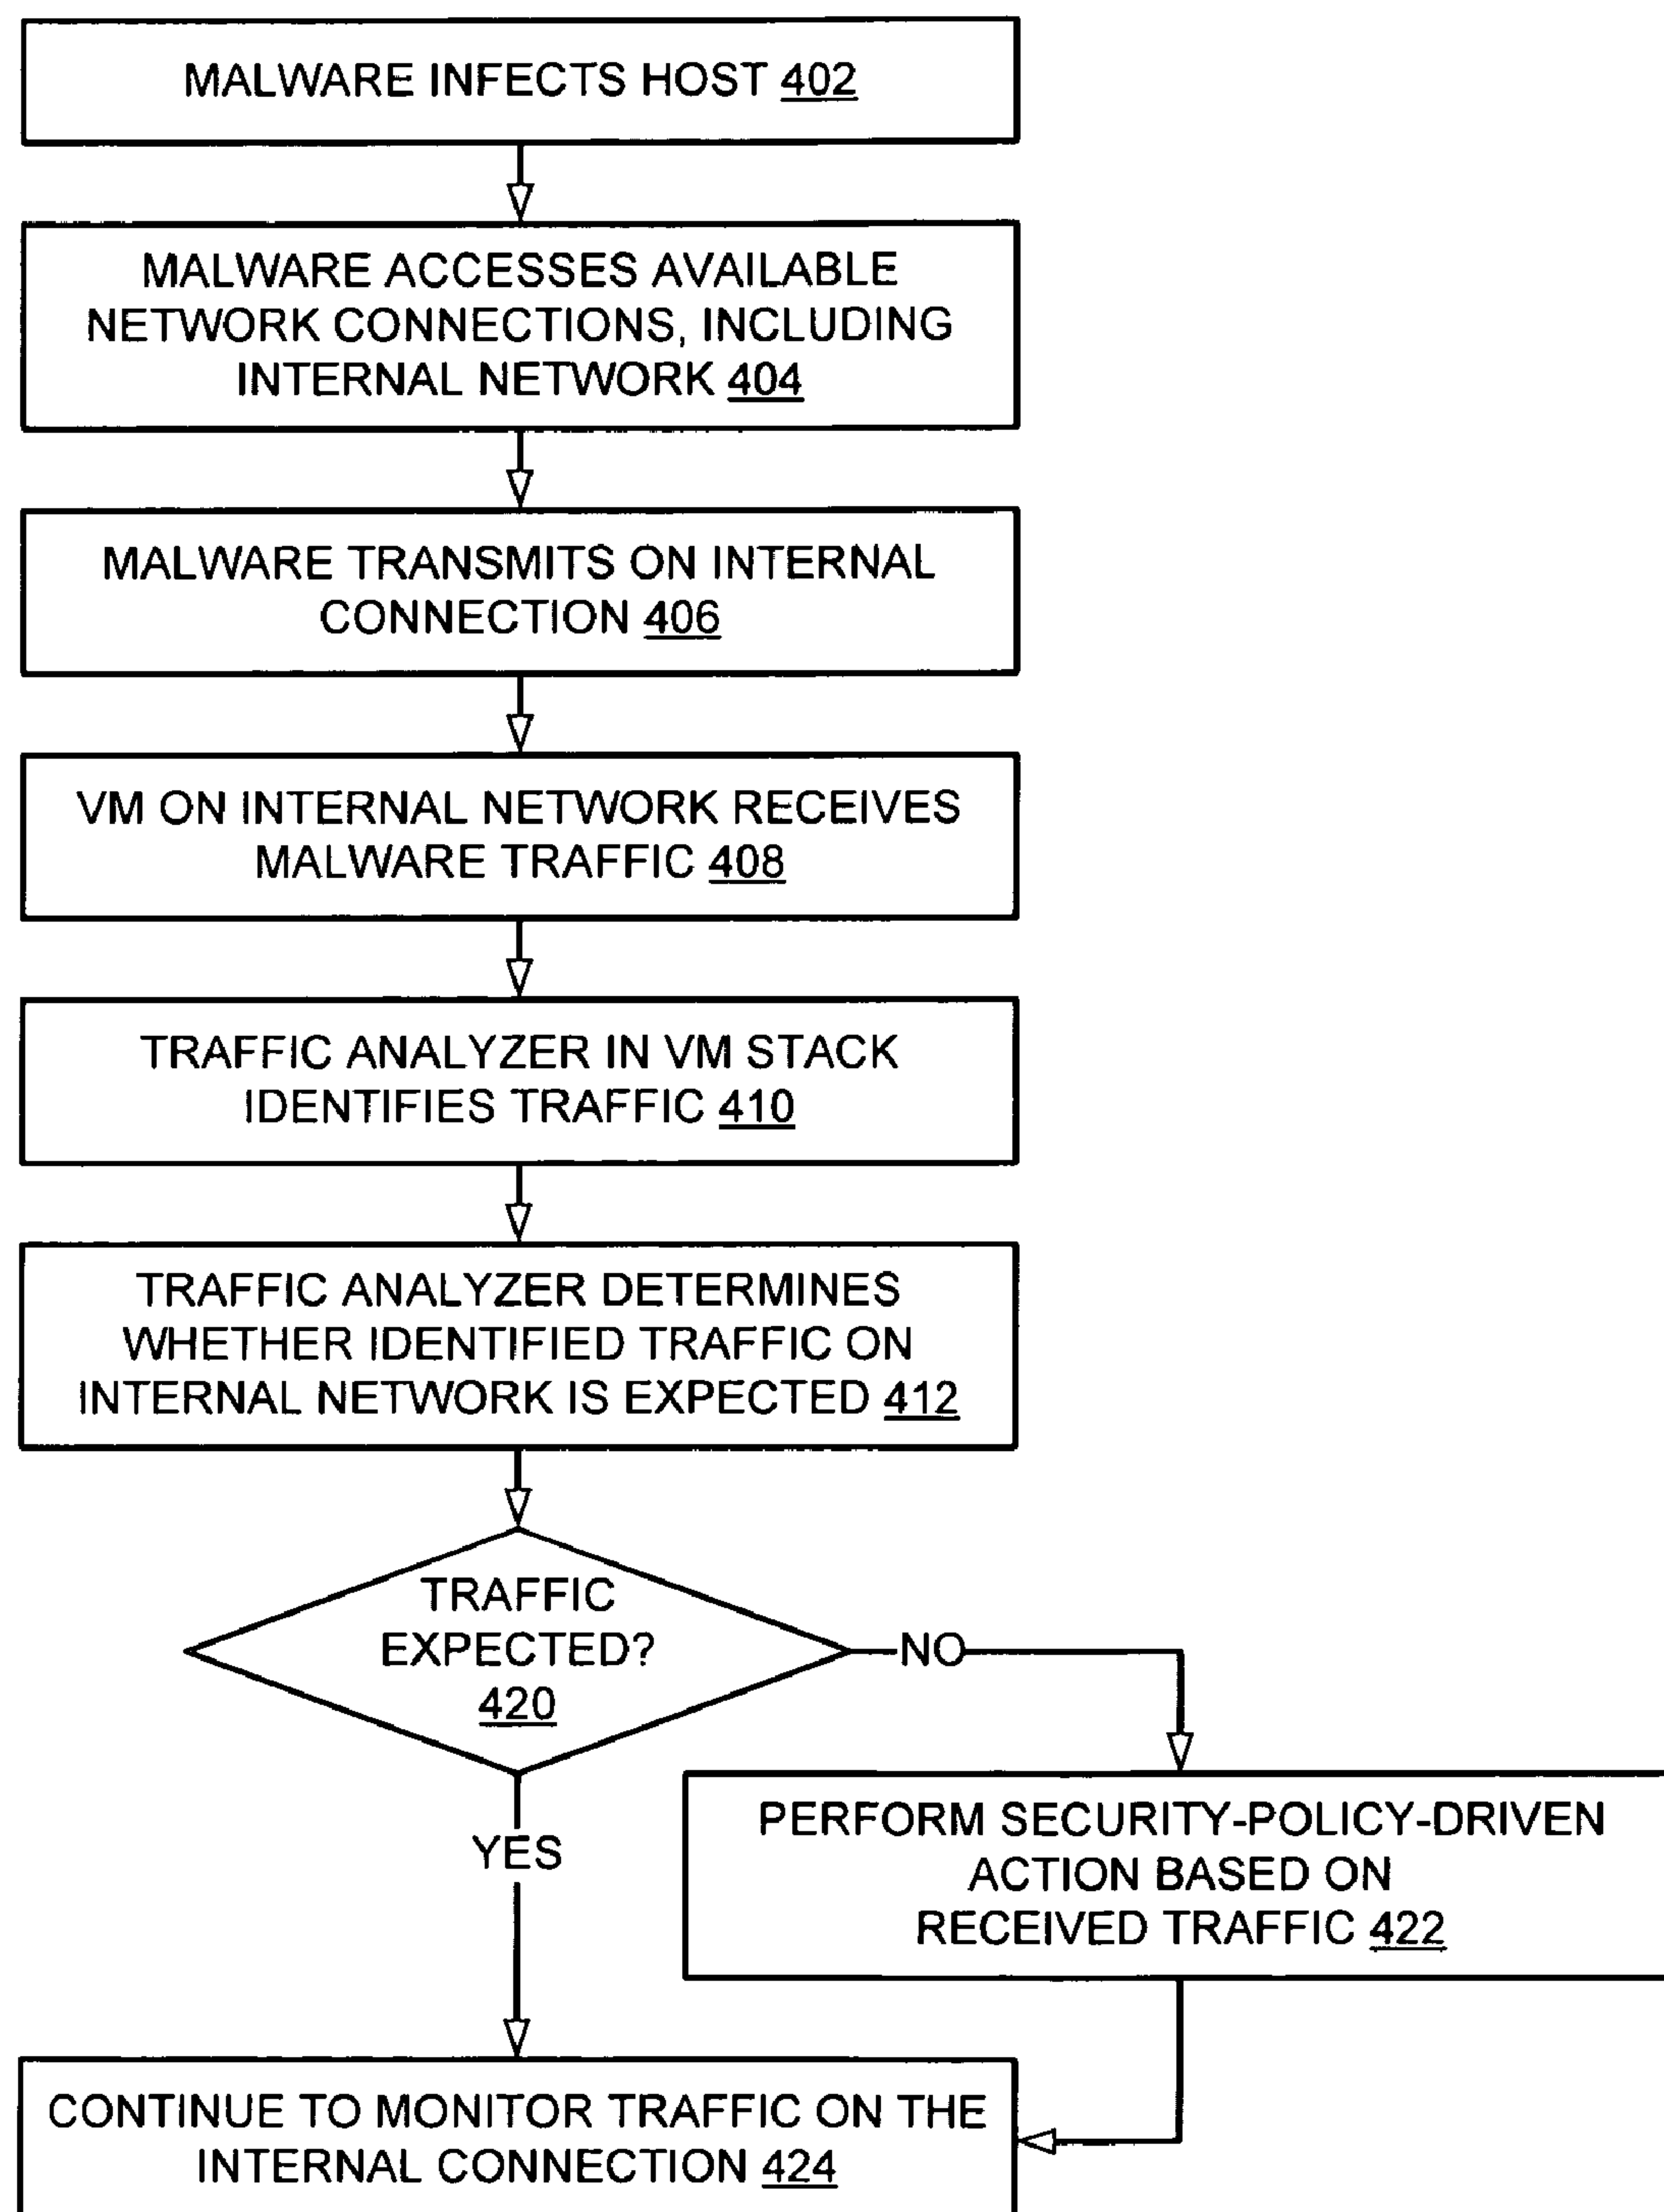 MALWARE INFECTS HOST 402
MALWARE ACCESSES AVAILABLE
NETWORK CONNECTIONS, INCLUDING
INTERNAL NETWORK 404
MALWARE TRANSMITS ON INTERNAL
CONNECTION 406
VM ON INTERNAL NETWORK RECEIVES
MALWARE TRAFFIC 408
TRAFFIC ANALYZER IN VM STACK
IDENTIFIES TRAFFIC 410
TRAFFIC ANALYZER DETERMINES
WHETHER IDENTIFIED TRAFFIC ON
INTERNAL NETWORK IS EXPECTED 412
TRAFFIC
EXPECTED?
420
NO
YES
PERFORM SECURITY-POLICY-DRIVEN
ACTION BASED ON
RECEIVED TRAFFIC 422
CONTINUE TO MONITOR TRAFFIC ON THE
INTERNAL CONNECTION 424